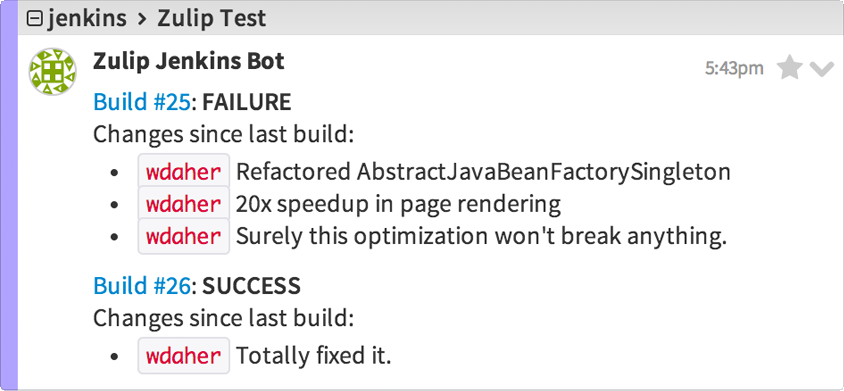 jenkins > Zulip Test
Zulip Jenkins Bot 5:43pm
Build #25: FAILURE
Changes since last build:
• wdaher Refactored AbstractJavaBeanFactorySingleton
• wdaher 20x speedup in page rendering
• wdaher Surely this optimization won't break anything.
Build #26: SUCCESS
Changes since last build:
• wdaher Totally fixed it.